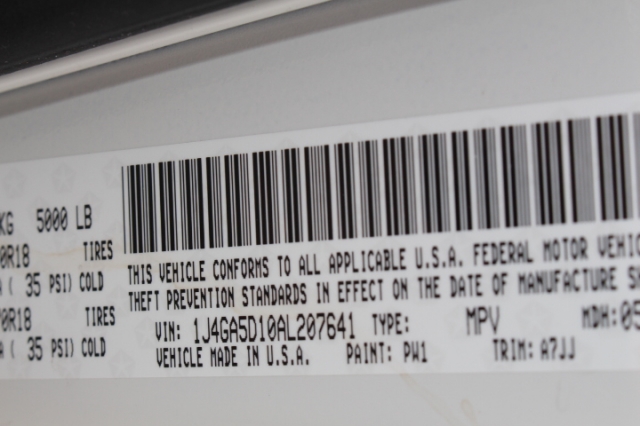 KG 5000 LB
0R18 TIRES
( 35 PSI) COLD
0R18 TIRES
( 35 PSI) COLD
THIS VEHICLE CONFORMS TO ALL APPLICABLE U.S.A. FEDERAL MOTOR VEHIC
THEFT PREVENTION STANDARDS IN EFFECT ON THE DATE OF MANUFACTURE S
VIN: 1J4GA5D10AL207641 TYPE: MPV MDH: 05
VEHICLE MADE IN U.S.A. PAINT: PW1 TRIM: A7JJ